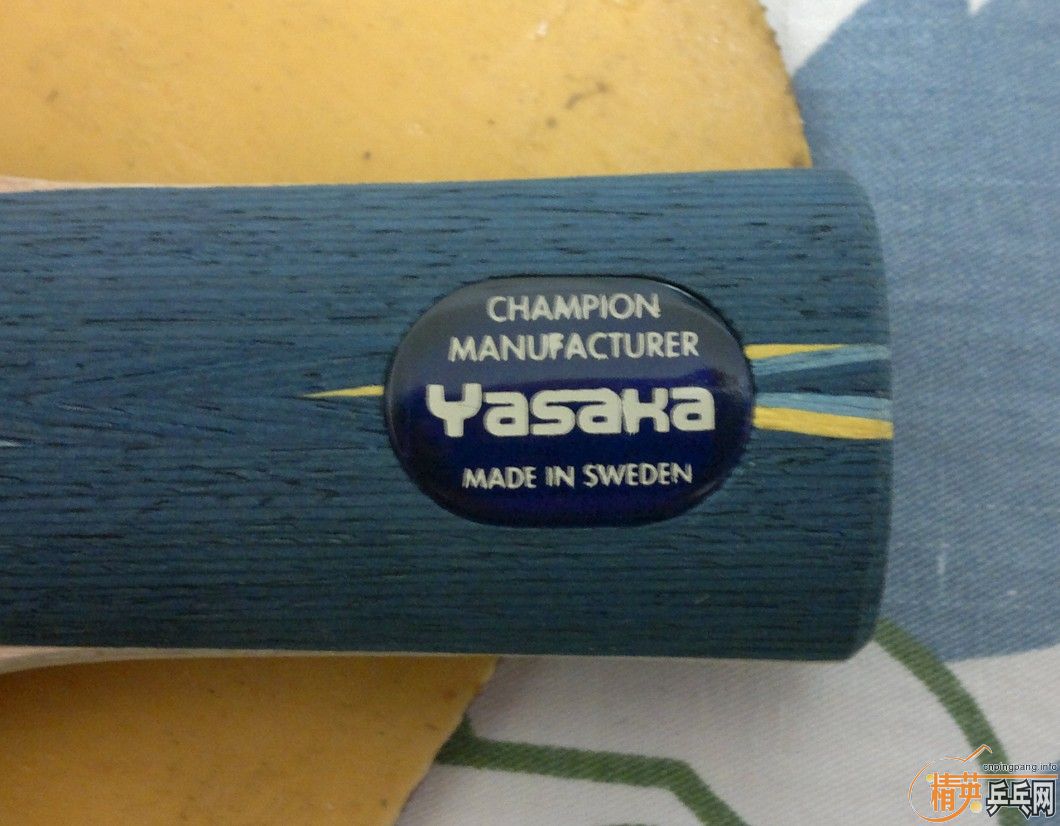 CHAMPION
MANUFACTURER
Yasaka
MADE IN SWEDEN
cnpingpang.info
精英乒乓网